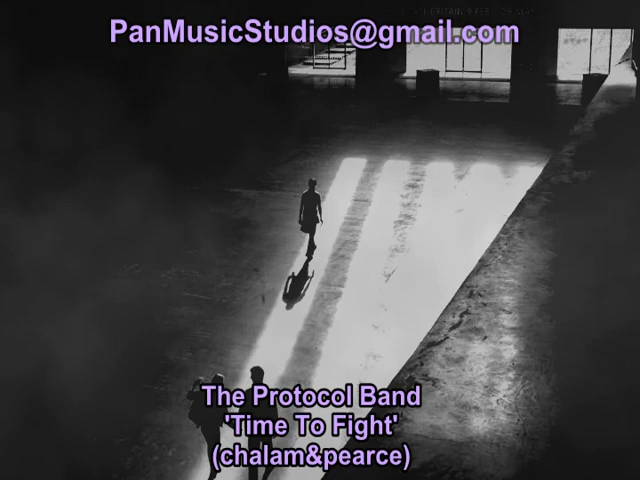 PanMusicStudios@gmail.com
The Protocol Band
'Time To Fight'
(chalam&pearce)